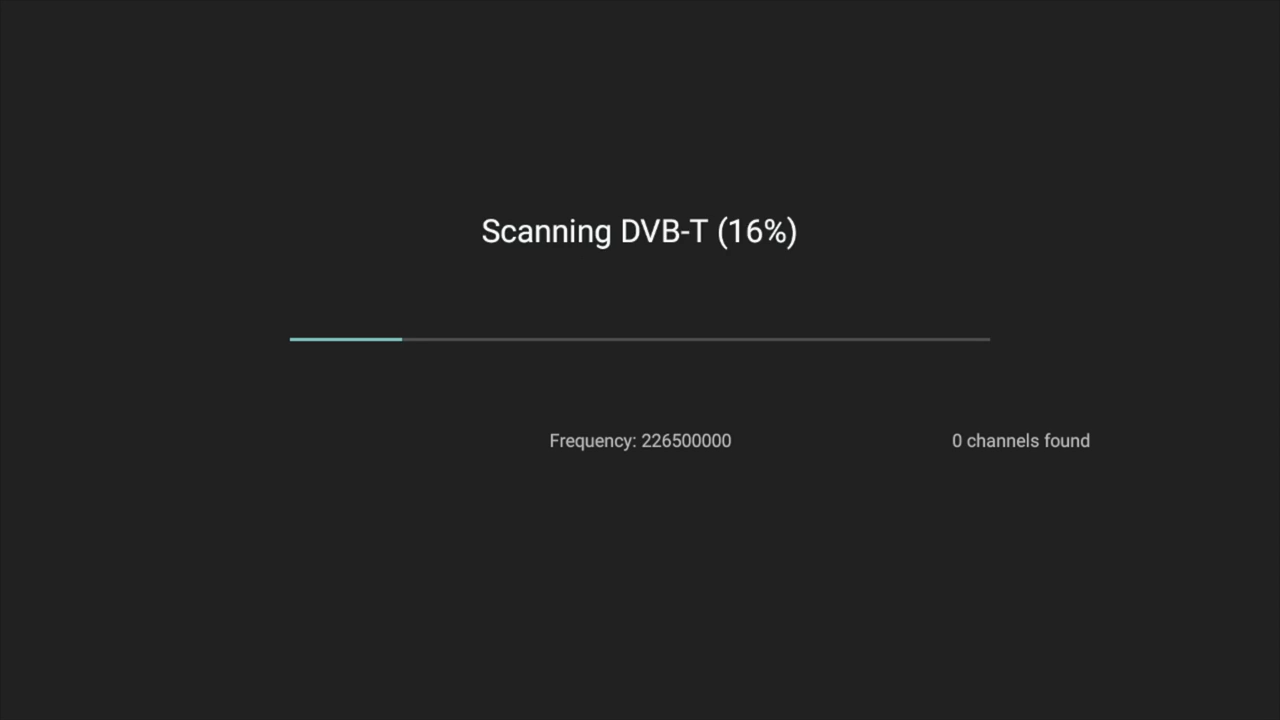 Scanning DVB-T (16%)
Frequency: 226500000
0 channels found